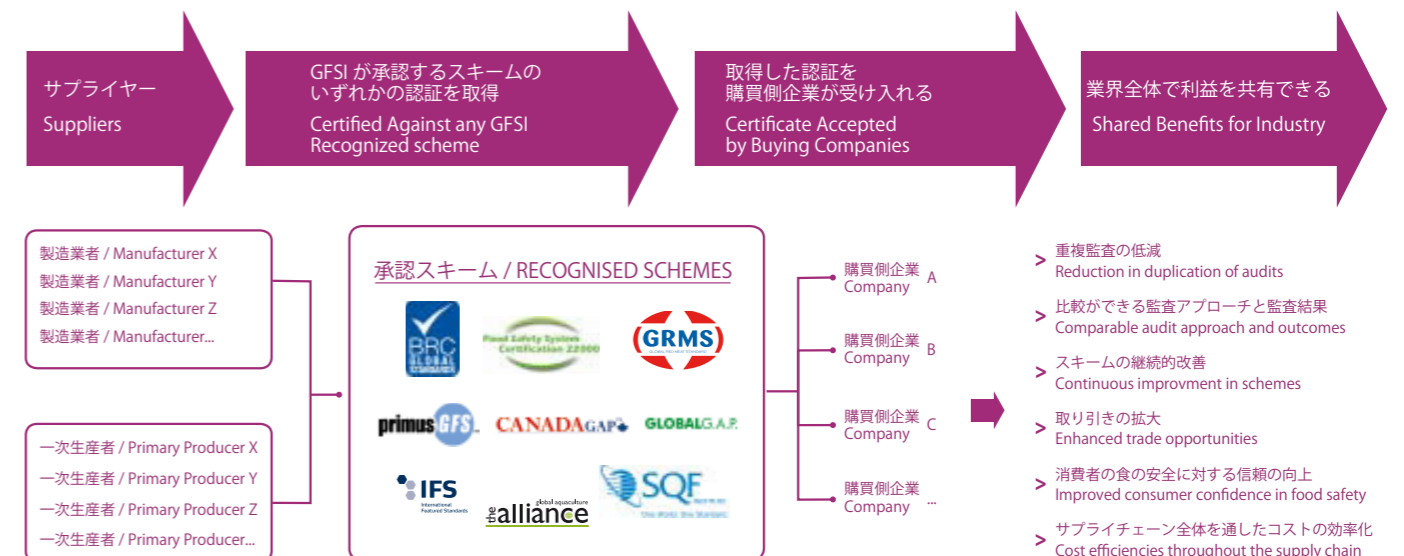 サプライヤー
Suppliers
GFSI が承認するスキームの
いずれかの認証を取得
Certified Against any GFSI
Recognized scheme
取得した認証を
購買側企業が受け入れる
Certificate Accepted
by Buying Companies
業界全体で利益を共有できる
Shared Benefits for Industry
製造業者 / Manufacturer X
製造業者 / Manufacturer Y
製造業者 / Manufacturer Z
製造業者 / Manufacturer...
一次生産者 / Primary Producer X
一次生産者 / Primary Producer Y
一次生産者 / Primary Producer Z
一次生産者 / Primary Producer...
承認スキーム / RECOGNISED SCHEMES
BRC
GLOBAL
STANDARDS
Food Safety System
Certification 22000
GRMS
GLOBAL RED MEAT STANDARD
primusGFS
CANADAGAP
GLOBALG.A.P.
IFS
International
Featured Standards
global aquaculture
the alliance
SQF
購買側企業 A
Company
購買側企業 B
Company
購買側企業 C
Company
購買側企業 ...
Company
> 重複監査の低減
Reduction in duplication of audits
> 比較ができる監査アプローチと監査結果
Comparable audit approach and outcomes
> スキームの継続的改善
Continuous improvment in schemes
> 取り引きの拡大
Enhanced trade opportunities
> 消費者の食の安全に対する信頼の向上
Improved consumer confidence in food safety
> サプライチェーン全体を通したコストの効率化
Cost efficiencies throughout the supply chain